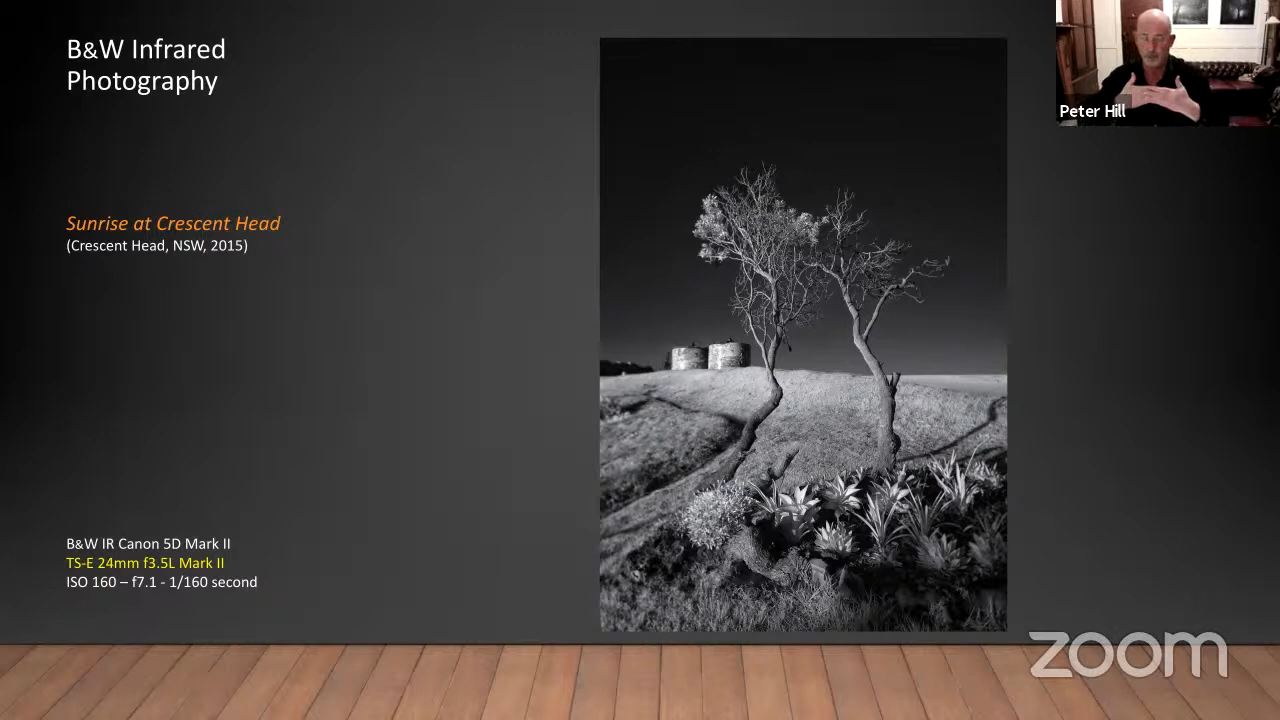 B&W Infrared
Photography
Peter Hill
Sunrise at Crescent Head
(Crescent Head, NSW, 2015)
B&W IR Canon 5D Mark II
TS-E 24mm f3.5L Mark II
ISO 160 – f7.1 - 1/160 second
zoom